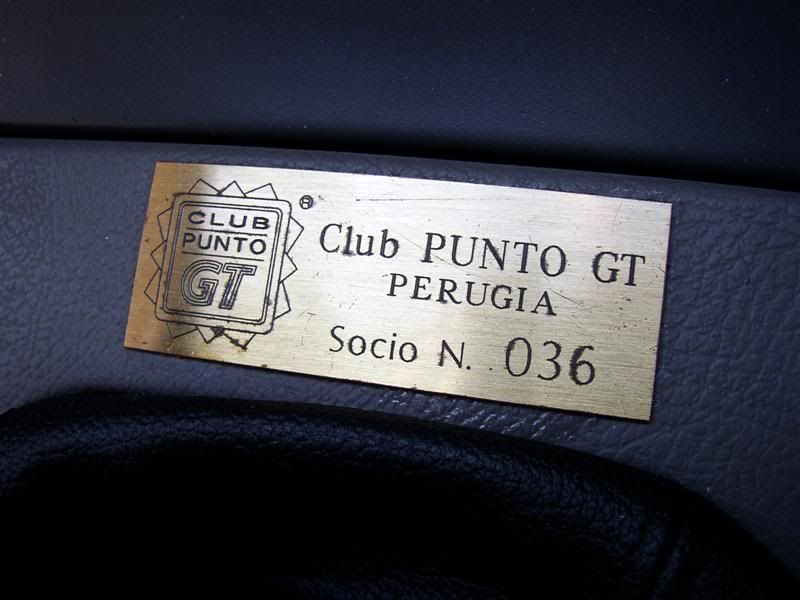 CLUB
PUNTO
GT
®
Club PUNTO GT
PERUGIA
Socio N. 036